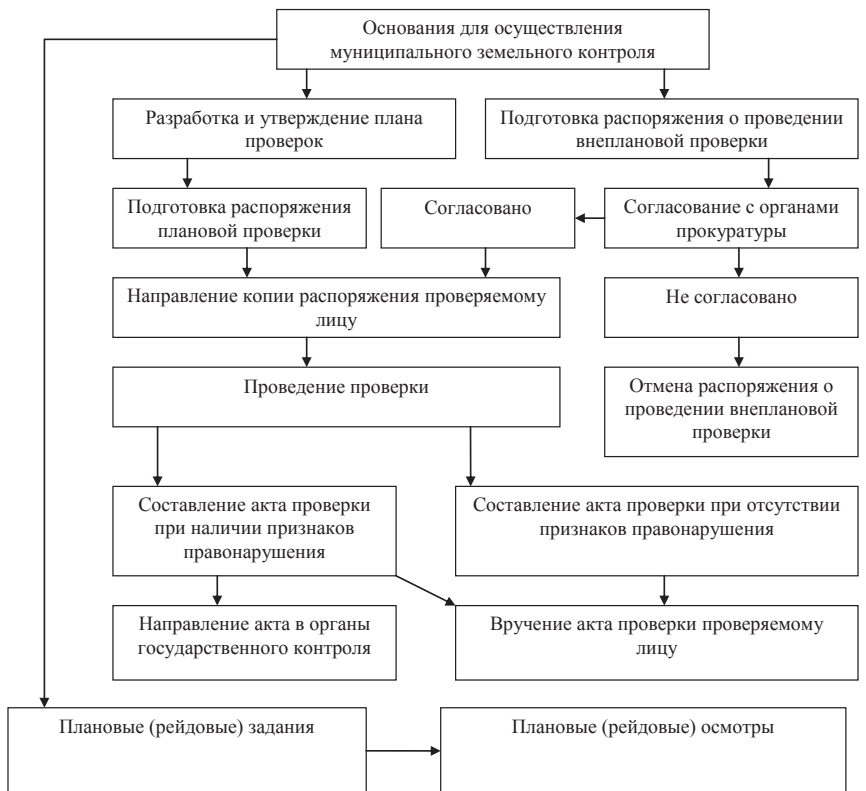 Основания для осуществления
муниципального земельного контроля
Разработка и утверждение плана
проверок
Подготовка распоряжения о проведении
внеплановой проверки
Подготовка распоряжения
плановой проверки
Согласовано
Согласование с органами
прокуратуры
Направление копии распоряжения проверяемому
лицу
Не согласовано
Проведение проверки
Отмена распоряжения о
проведении внеплановой
проверки
Составление акта проверки
при наличии признаков
правонарушения
Составление акта проверки при отсутствии
признаков правонарушения
Направление акта в органы
государственного контроля
Вручение акта проверки проверяемому
лицу
Плановые (рейдовые) задания
Плановые (рейдовые) осмотры